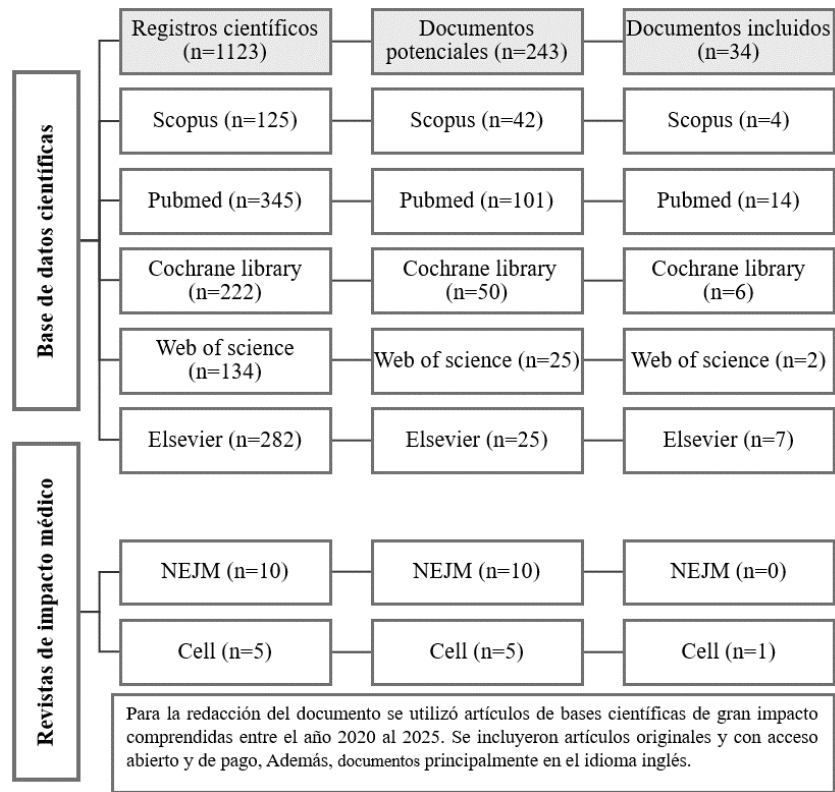 Registros científicos
(n=1123)
Documentos
potenciales (n=243)
Documentos incluidos
(n=34)
Base de datos científicas
Scopus (n=125)
Scopus (n=42)
Scopus (n=4)
Pubmed (n=345)
Pubmed (n=101)
Pubmed (n=14)
Cochrane library
(n=222)
Cochrane library
(n=50)
Cochrane library
(n=6)
Web of science
(n=134)
Web of science (n=25)
Web of science (n=2)
Elsevier (n=282)
Elsevier (n=25)
Elsevier (n=7)
Revistas de impacto médico
NEJM (n=10)
NEJM (n=10)
NEJM (n=0)
Cell (n=5)
Cell (n=5)
Cell (n=1)
Para la redacción del documento se utilizó artículos de bases científicas de gran impacto
comprendidas entre el año 2020 al 2025. Se incluyeron artículos originales y con acceso
abierto y de pago, Además, documentos principalmente en el idioma inglés.